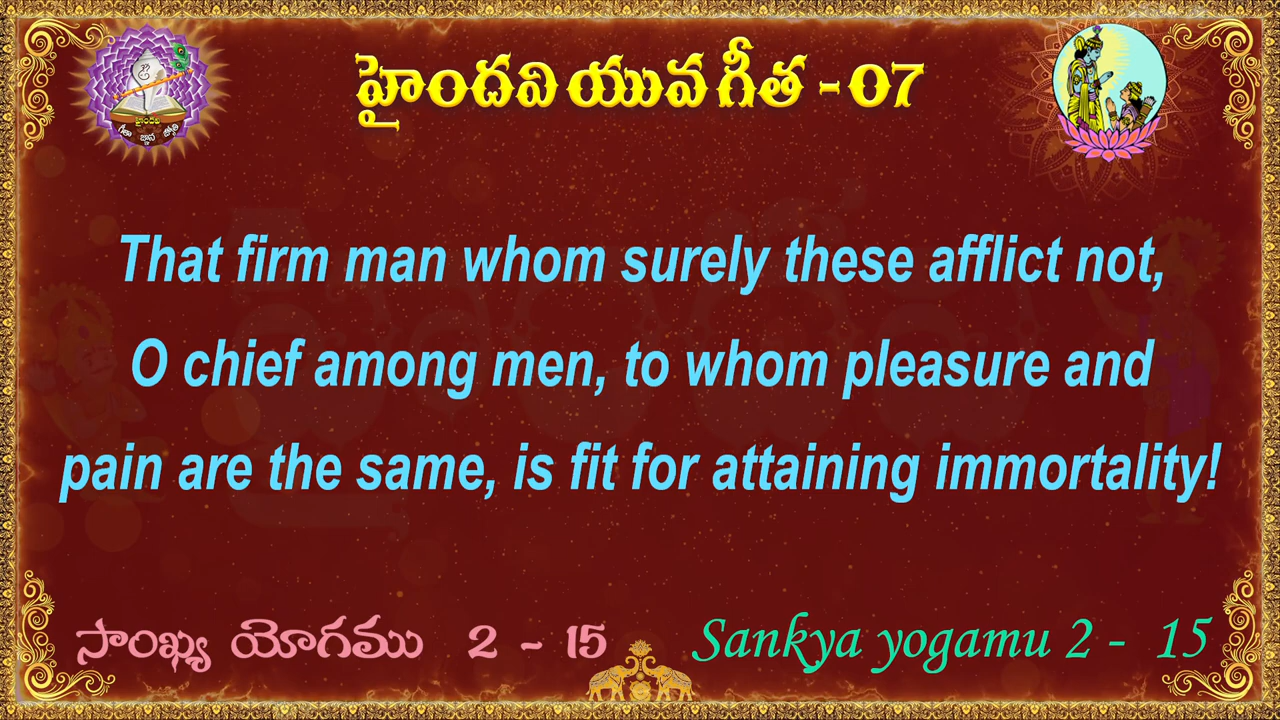 హైందవి యువ గీత - 07
హైందవి
గీతా జ్ఞాన జ్యోతి
That firm man whom surely these afflict not,
O chief among men, to whom pleasure and
pain are the same, is fit for attaining immortality!
సాంఖ్య యోగము 2 - 15
Sankya yogamu 2 - 15